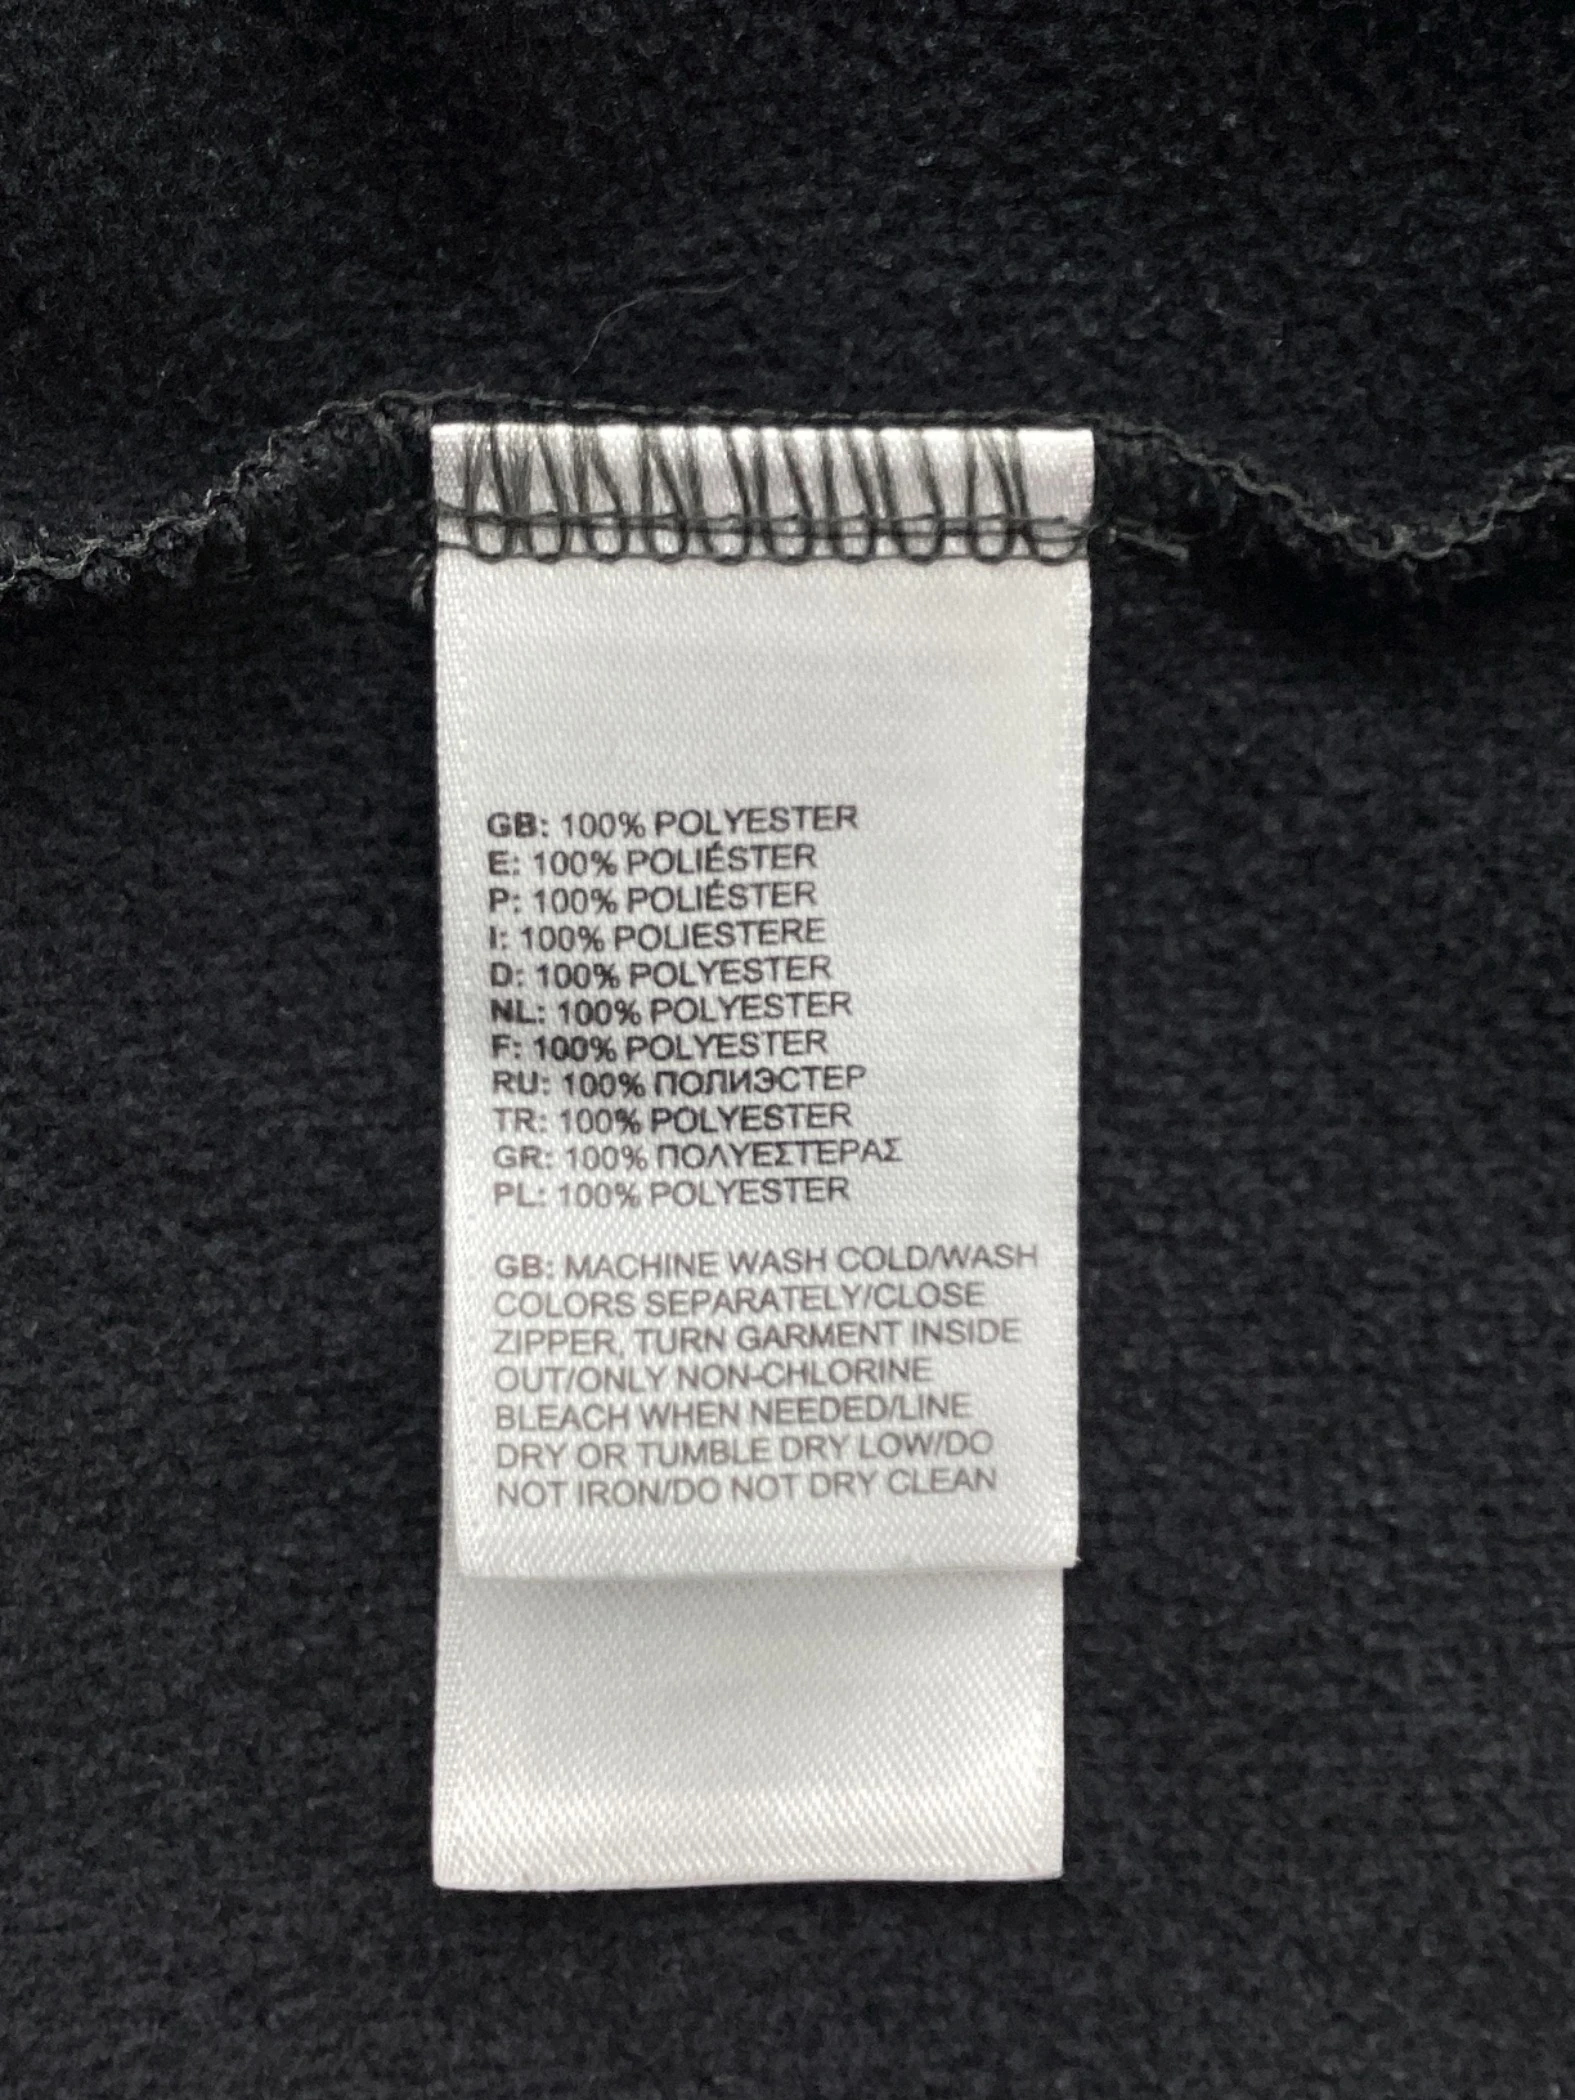 GB: 100% POLYESTER
E: 100% POLIÉSTER
P: 100% POLIÉSTER
I: 100% POLIESTERE
D: 100% POLYESTER
NL: 100% POLYESTER
F: 100% POLYESTER
RU: 100% ПОЛИЭСТЕР
TR: 100% POLYESTER
GR: 100% ΠΟΛΥΕΣΤΕΡΑΣ
PL: 100% POLYESTER
GB: MACHINE WASH COLD/WASH
COLORS SEPARATELY/CLOSE
ZIPPER, TURN GARMENT INSIDE
OUT/ONLY NON-CHLORINE
BLEACH WHEN NEEDED/LINE
DRY OR TUMBLE DRY LOW/DO
NOT IRON/DO NOT DRY CLEAN